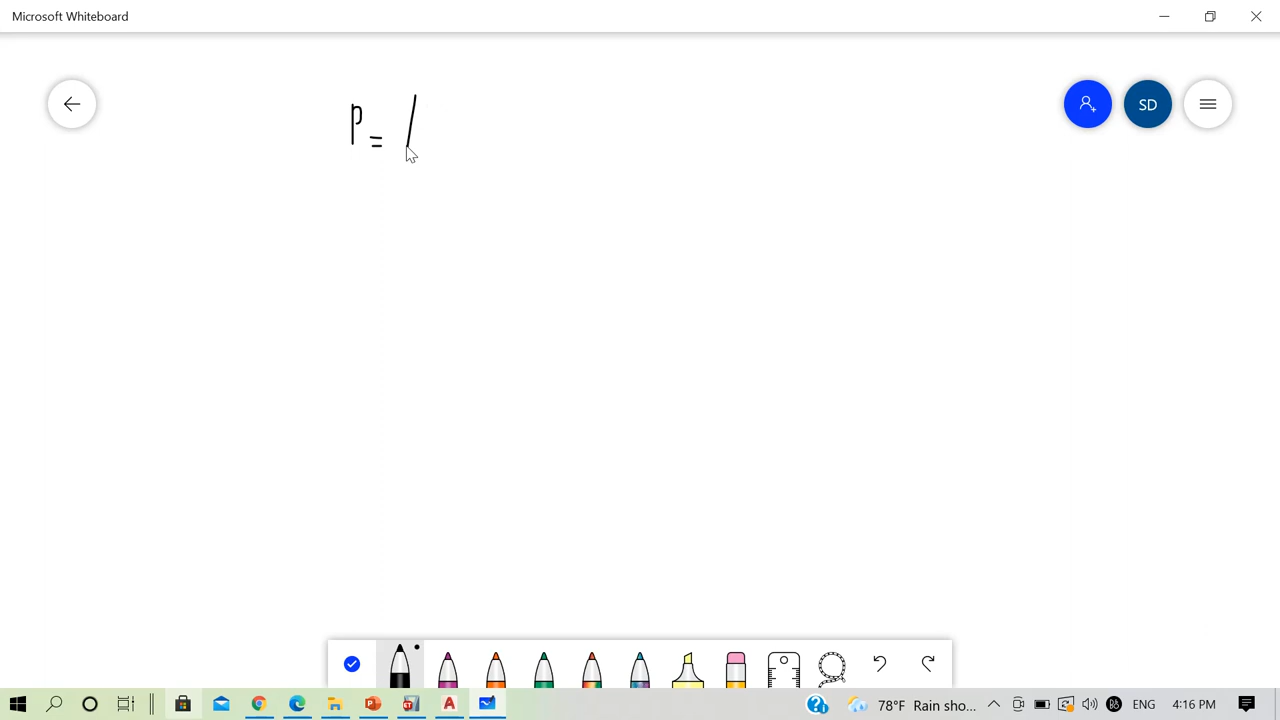 Microsoft Whiteboard
SD
P = /
78°F Rain sho...
ENG
4:16 PM